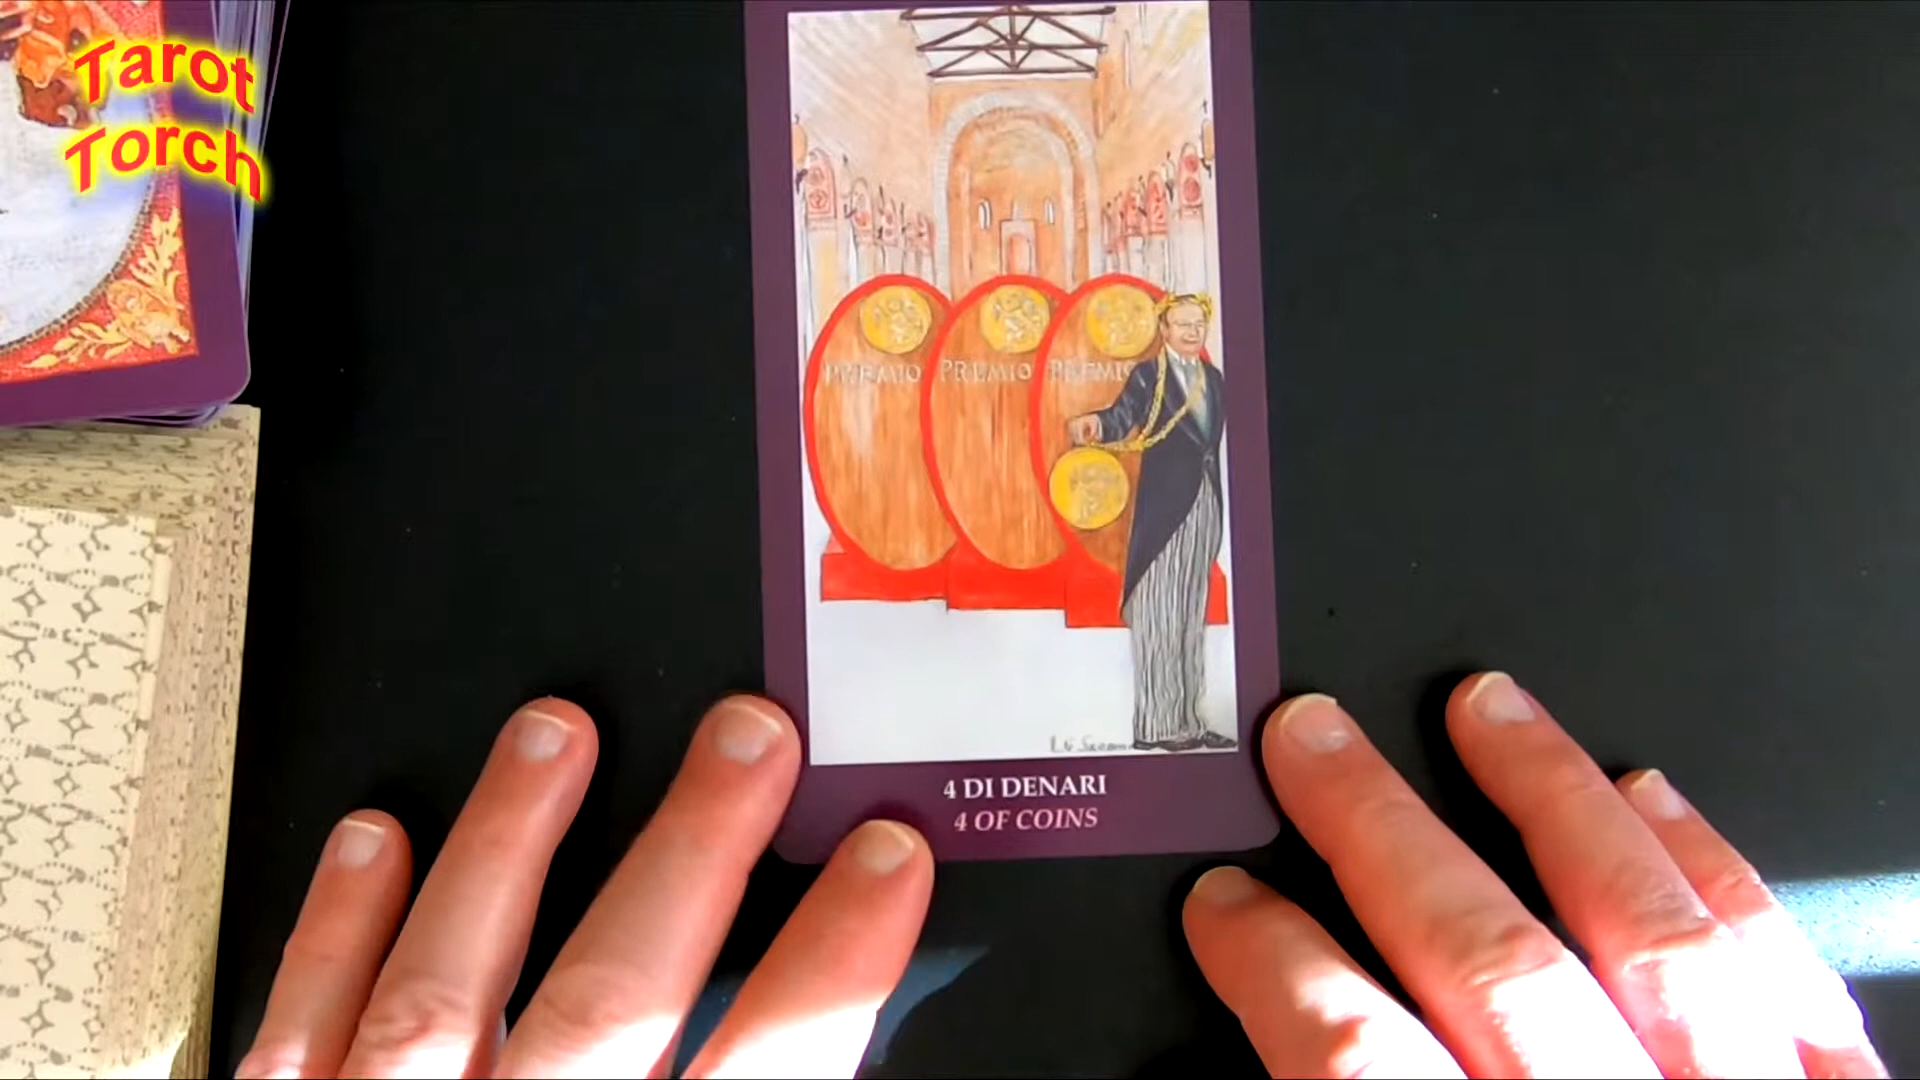 Tarot
Torch
PREMIO PREMIO PREMIO
4 DI DENARI
4 OF COINS